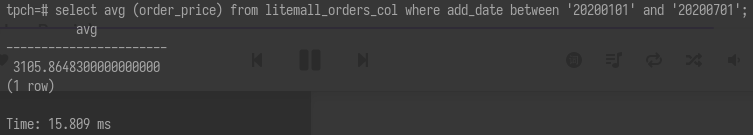 tpch=# select avg (order_price) from litemall_orders_col where add_date between '20200101' and '20200701';
avg
-----------------------
3105.8648300000000000
(1 row)
Time: 15.809 ms